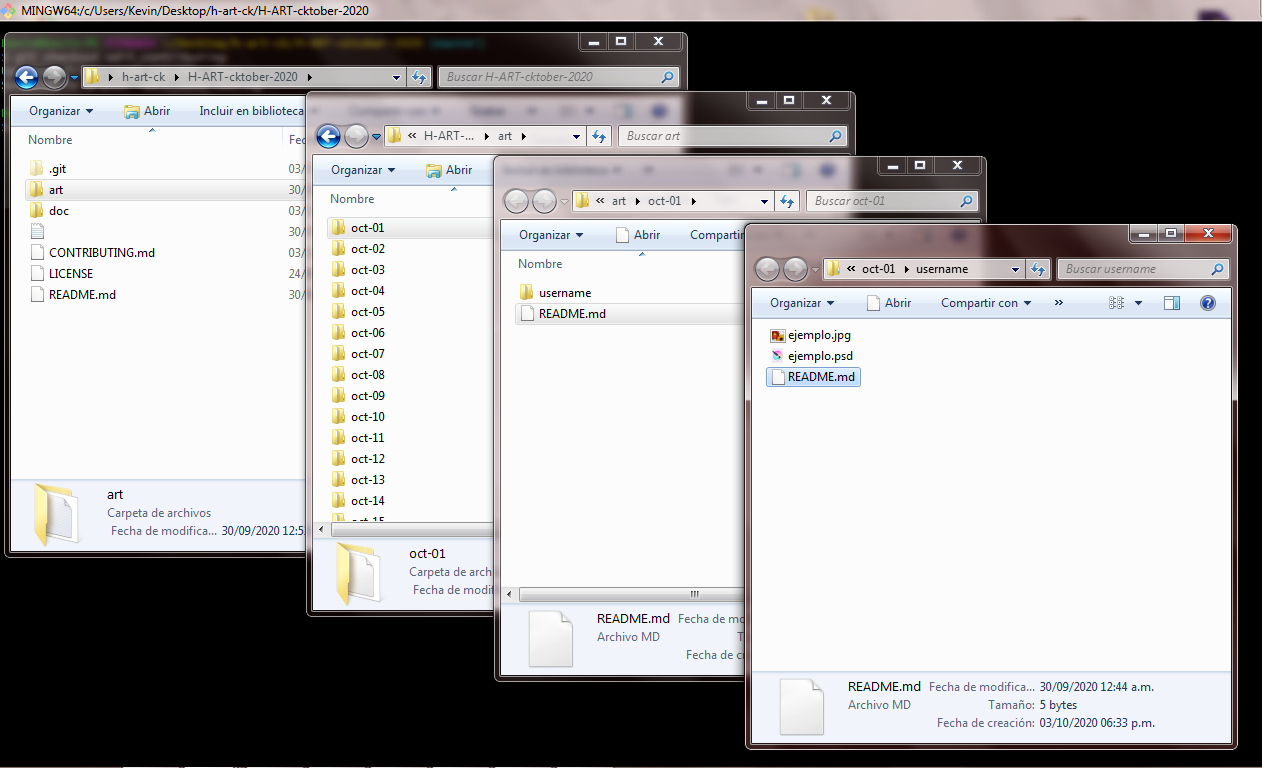 MINGW64:/c/Users/Kevin/Desktop/h-art-ck/H-ART-cktober-2020
h-art-ck H-ART-cktober-2020
Buscar H-ART-cktober-2020
Organizar Abrir Incluir en biblioteca
Nombre
.git 03/
art 30/
doc 03/
30/
CONTRIBUTING.md 03/
LICENSE 24/
README.md 30/
art
Carpeta de archivos
Fecha de modifica... 30/09/2020 12:5
« H-ART-... art
Buscar art
Organizar Abrir
Nombre
oct-01
oct-02
oct-03
oct-04
oct-05
oct-06
oct-07
oct-08
oct-09
oct-10
oct-11
oct-12
oct-13
oct-14
oct-15
oct-01
Carpeta de arch
Fecha de modif
« art oct-01
Buscar oct-01
Organizar Abrir Compartir
Nombre
username
README.md
README.md Fecha de mo
Archivo MD T
Fecha de c
« oct-01 username
Buscar username
Organizar Abrir Compartir con »
ejemplo.jpg
ejemplo.psd
README.md
README.md Fecha de modifica... 30/09/2020 12:44 a.m.
Archivo MD Tamaño: 5 bytes
Fecha de creación: 03/10/2020 06:33 p.m.